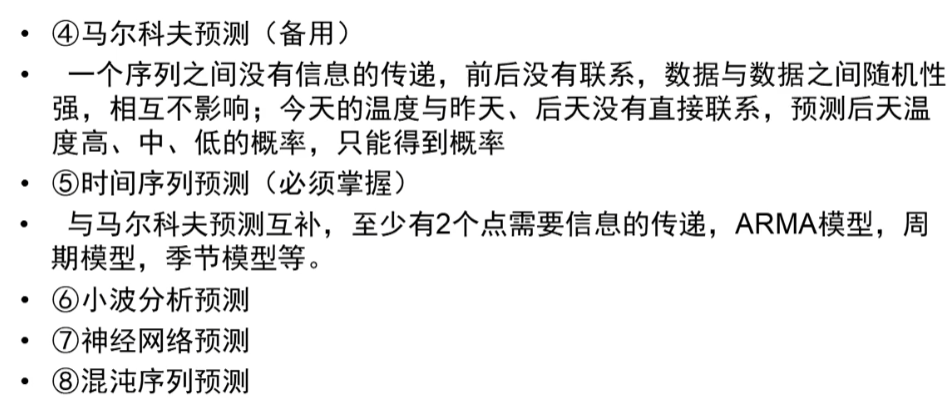 • ④马尔科夫预测（备用）
• 一个序列之间没有信息的传递，前后没有联系，数据与数据之间随机性
强，相互不影响；今天的温度与昨天、后天没有直接联系，预测后天温
度高、中、低的概率，只能得到概率
• ⑤时间序列预测（必须掌握）
• 与马尔科夫预测互补，至少有2个点需要信息的传递，ARMA模型，周
期模型，季节模型等。
• ⑥小波分析预测
• ⑦神经网络预测
• ⑧混沌序列预测